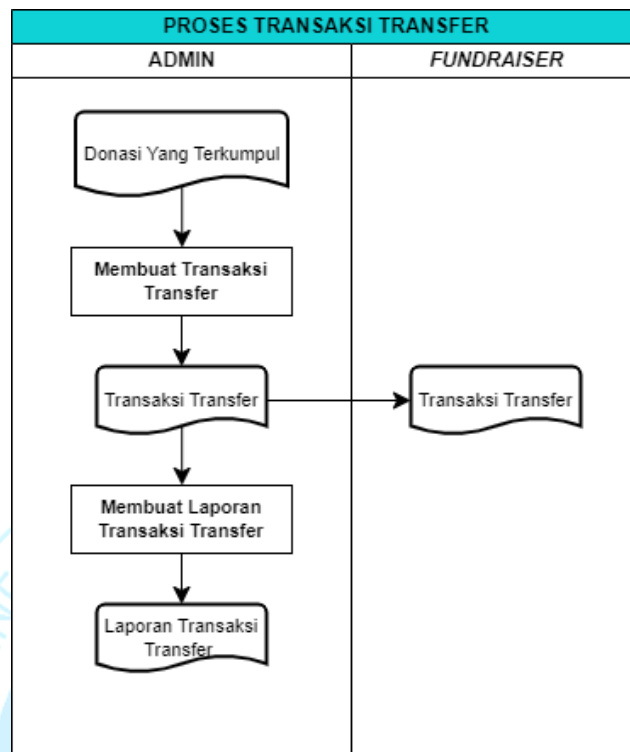 PROSES TRANSAKSI TRANSFER
ADMIN
FUNDRAISER
Donasi Yang Terkumpul
Membuat Transaksi
Transfer
Transaksi Transfer
Transaksi Transfer
Membuat Laporan
Transaksi Transfer
Laporan Transaksi
Transfer